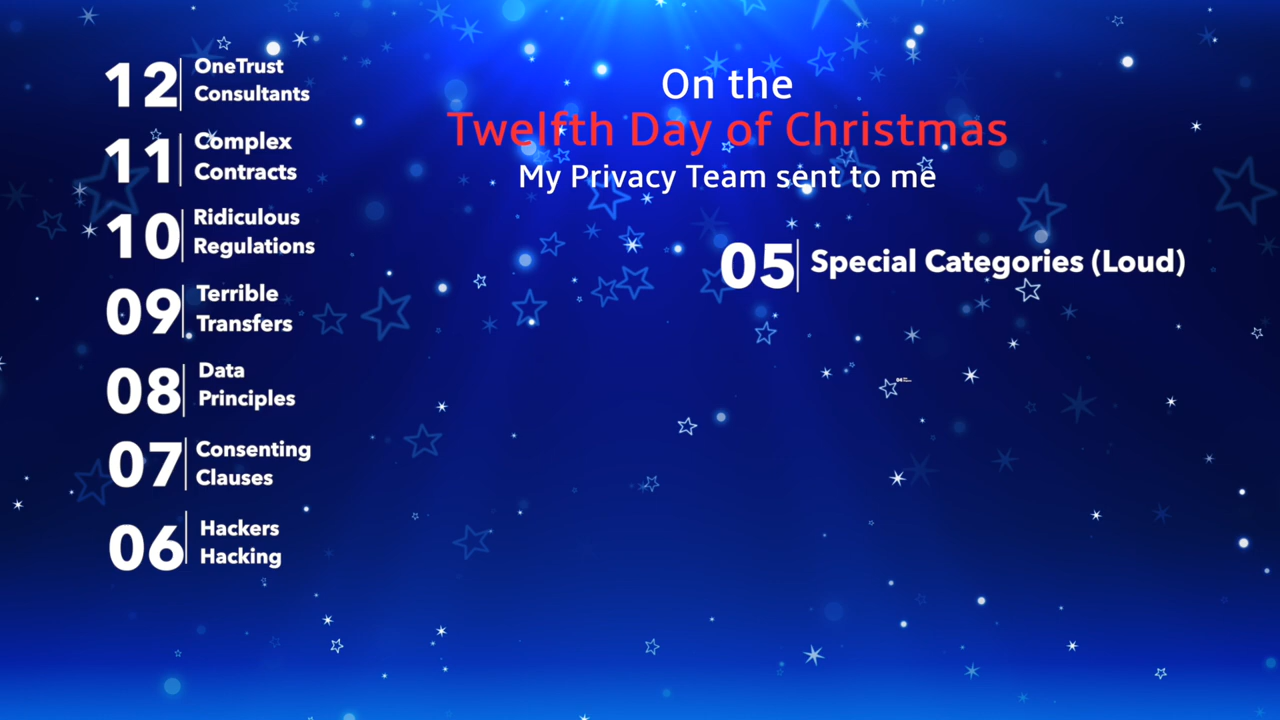 12 OneTrust
Consultants
11 Complex
Contracts
10 Ridiculous
Regulations
09 Terrible
Transfers
08 Data
Principles
07 Consenting
Clauses
06 Hackers
Hacking
On the
Twelfth Day of Christmas
My Privacy Team sent to me
05 Special Categories (Loud)